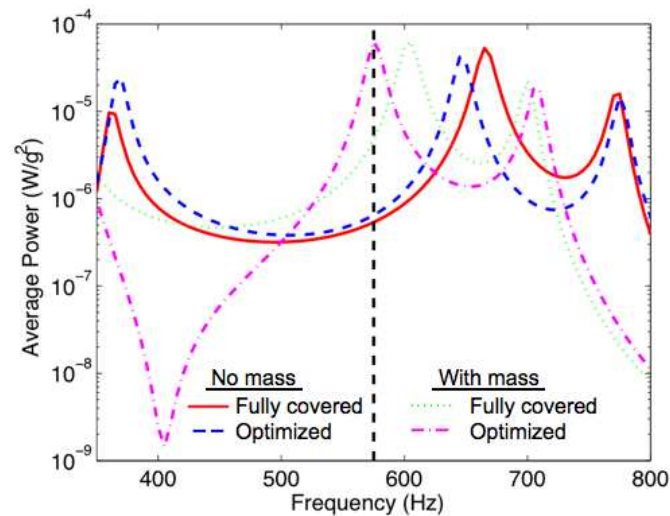 10⁻⁴
10⁻⁵
10⁻⁶
10⁻⁷
10⁻⁸
10⁻⁹
Average Power (W/g²)
No mass
With mass
Fully covered
Fully covered
Optimized
Optimized
400
500
600
700
800
Frequency (Hz)